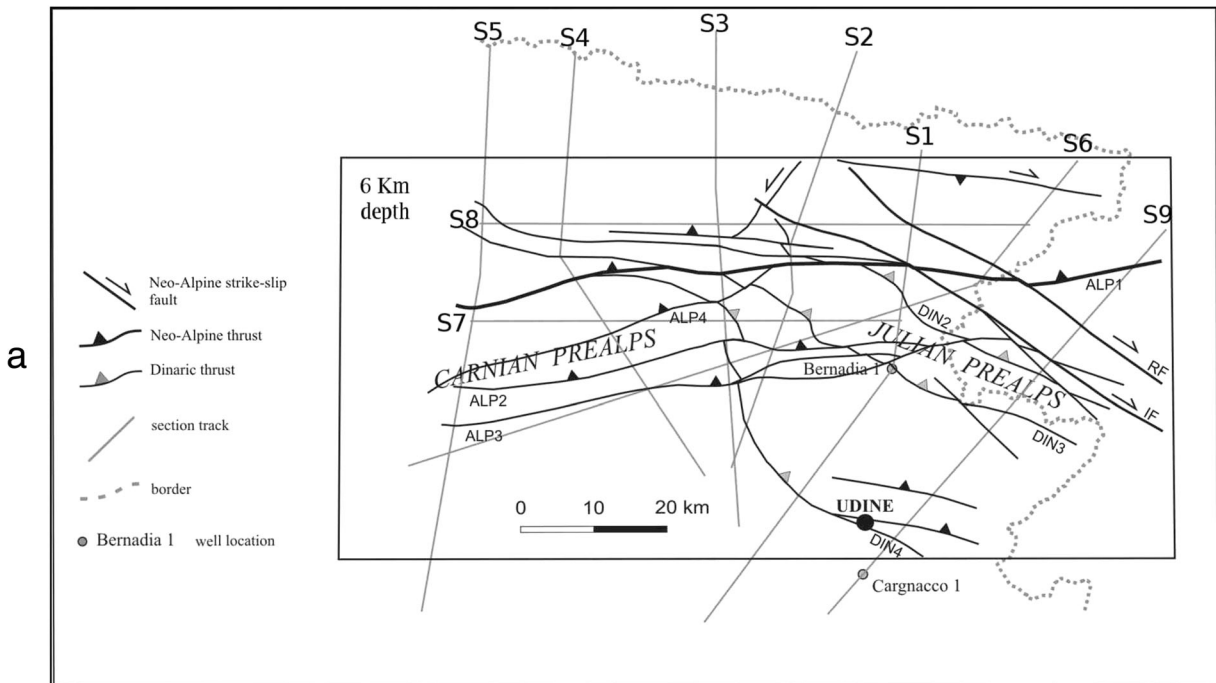 S5
S4
S3
S2
S1
S6
S9
6 Km
depth
S8
ALP1
S7
ALP4
DIN2
CARNIAN PREALPS
JULIAN PREALPS
Bernadia 1
RF
IF
ALP2
ALP3
DIN3
0 10 20 km
UDINE
DIN4
Cargnacco 1
a
Neo-Alpine strike-slip
fault
Neo-Alpine thrust
Dinaric thrust
section track
border
Bernadia 1 well location